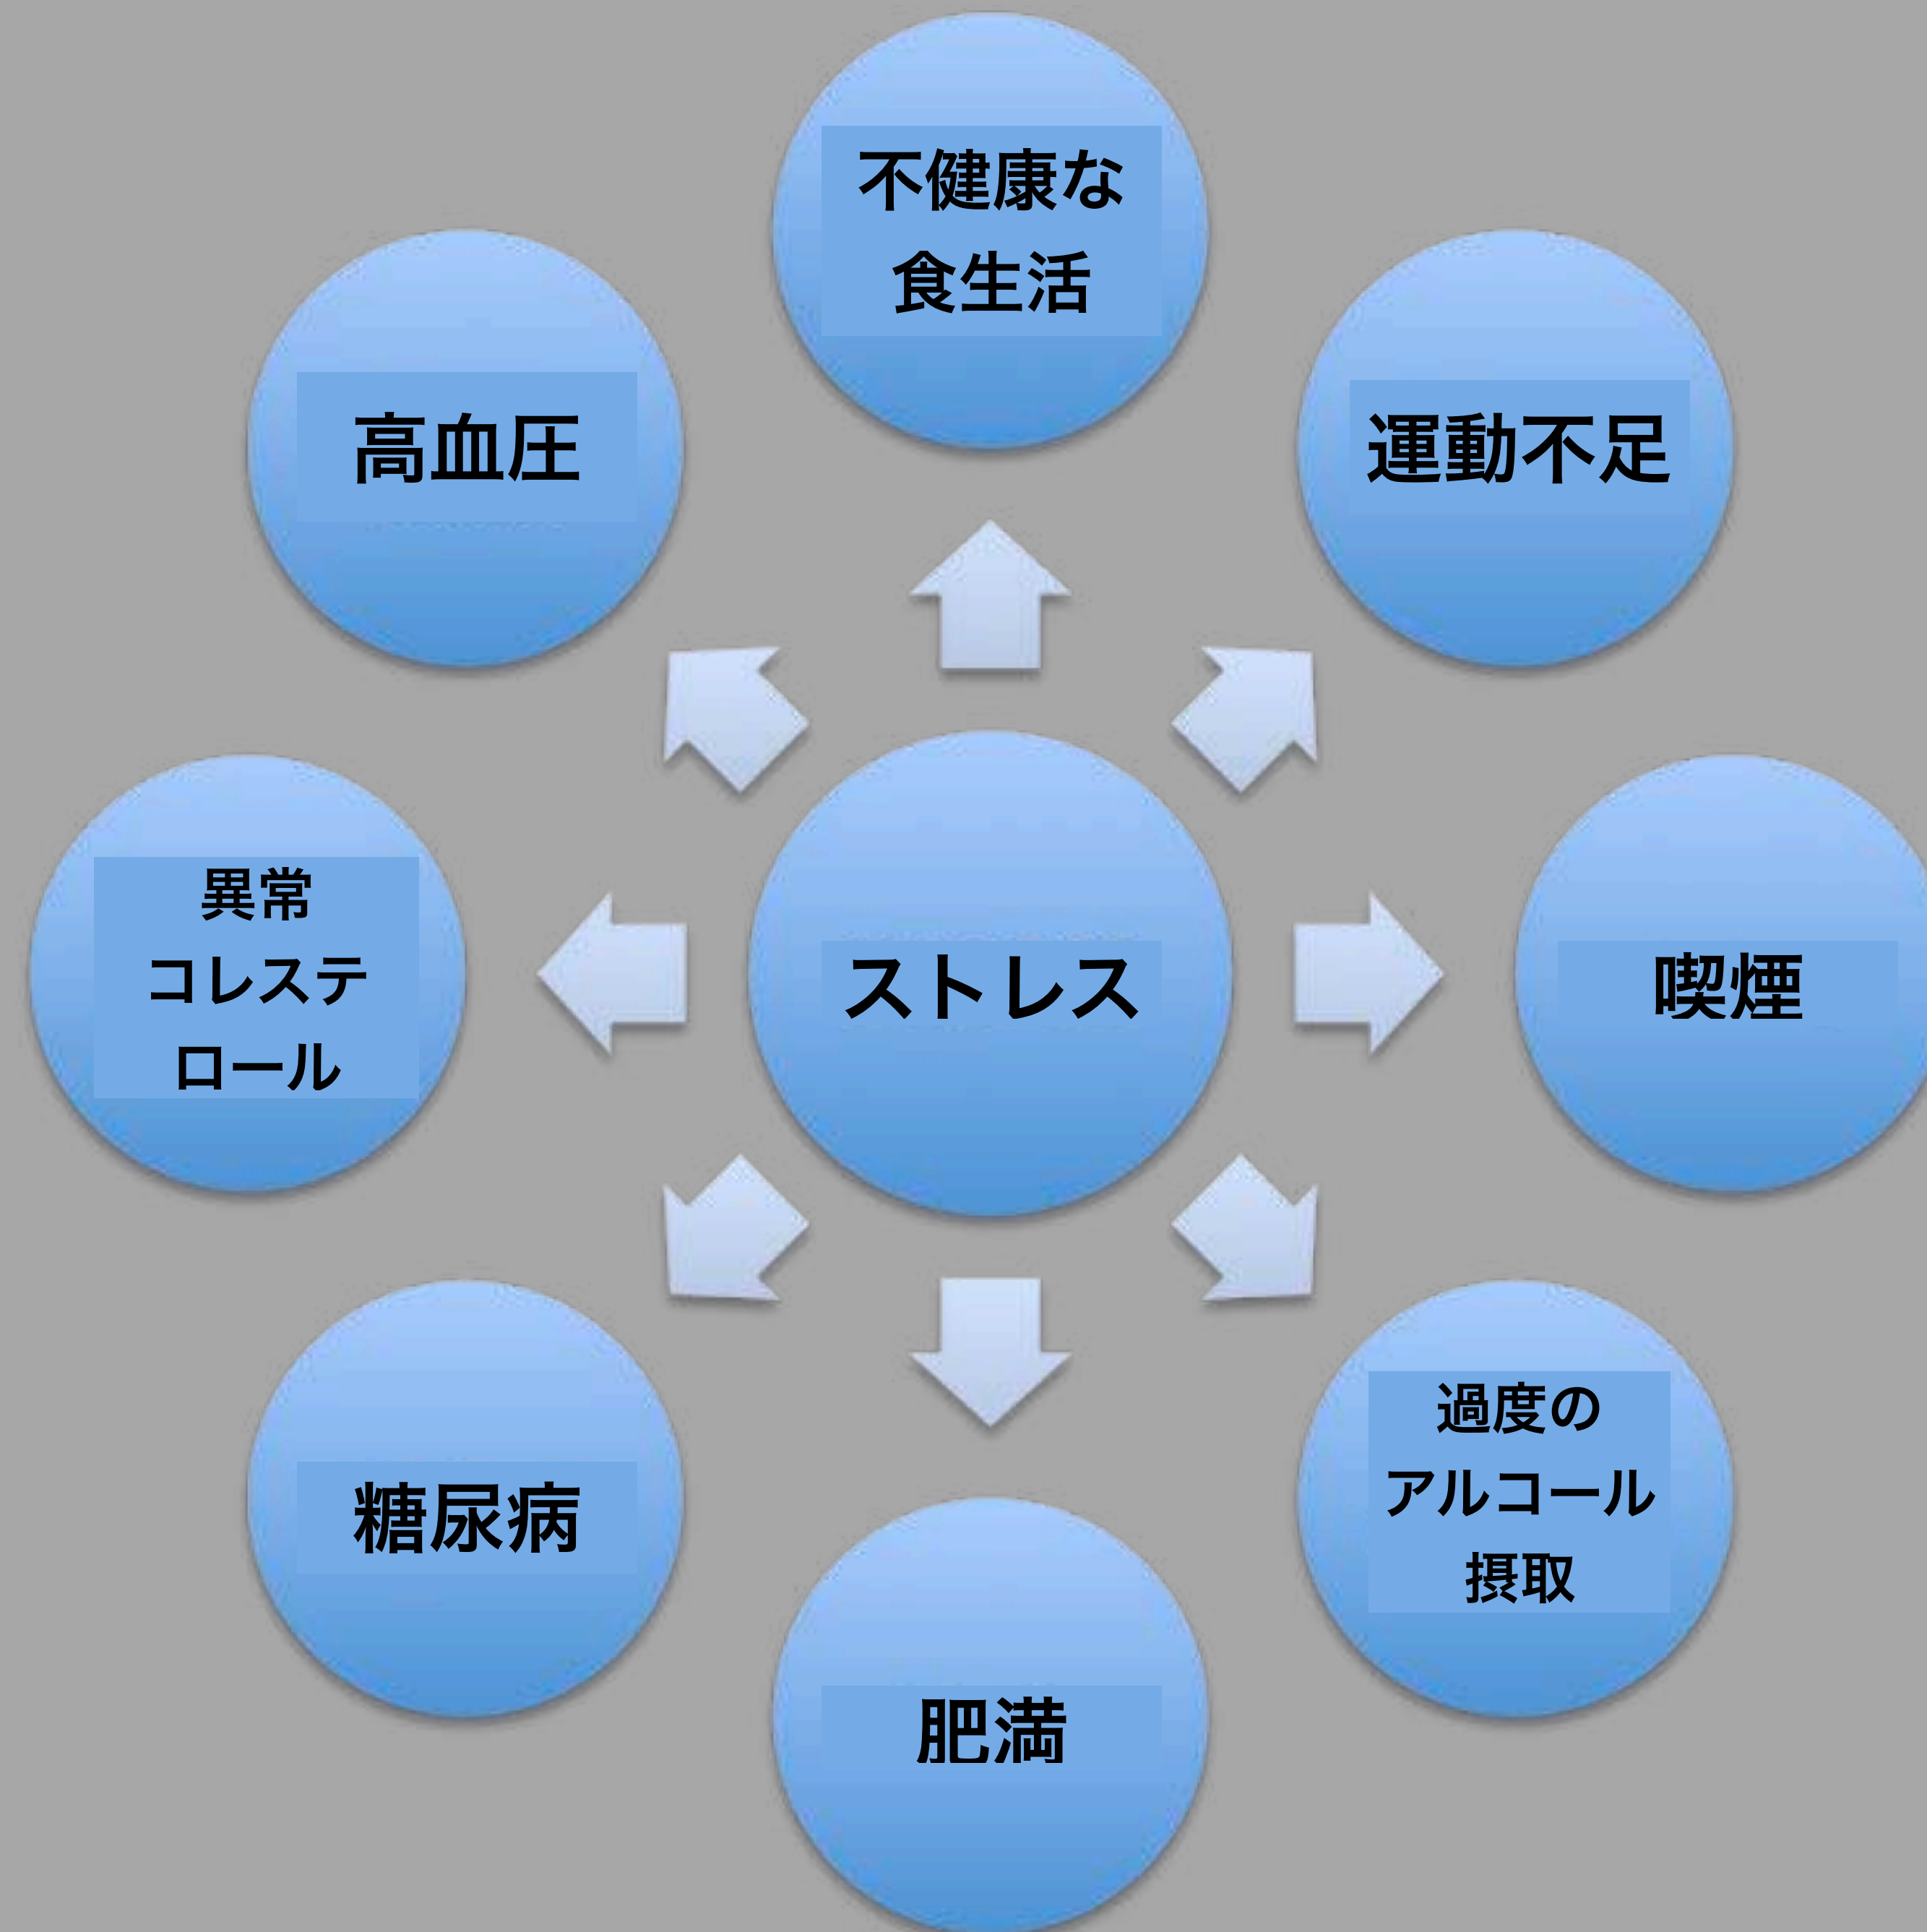 不健康な
食生活
高血圧
運動不足
異常
コレステ
ロール
ストレス
喫煙
糖尿病
過度の
アルコール
摂取
肥満